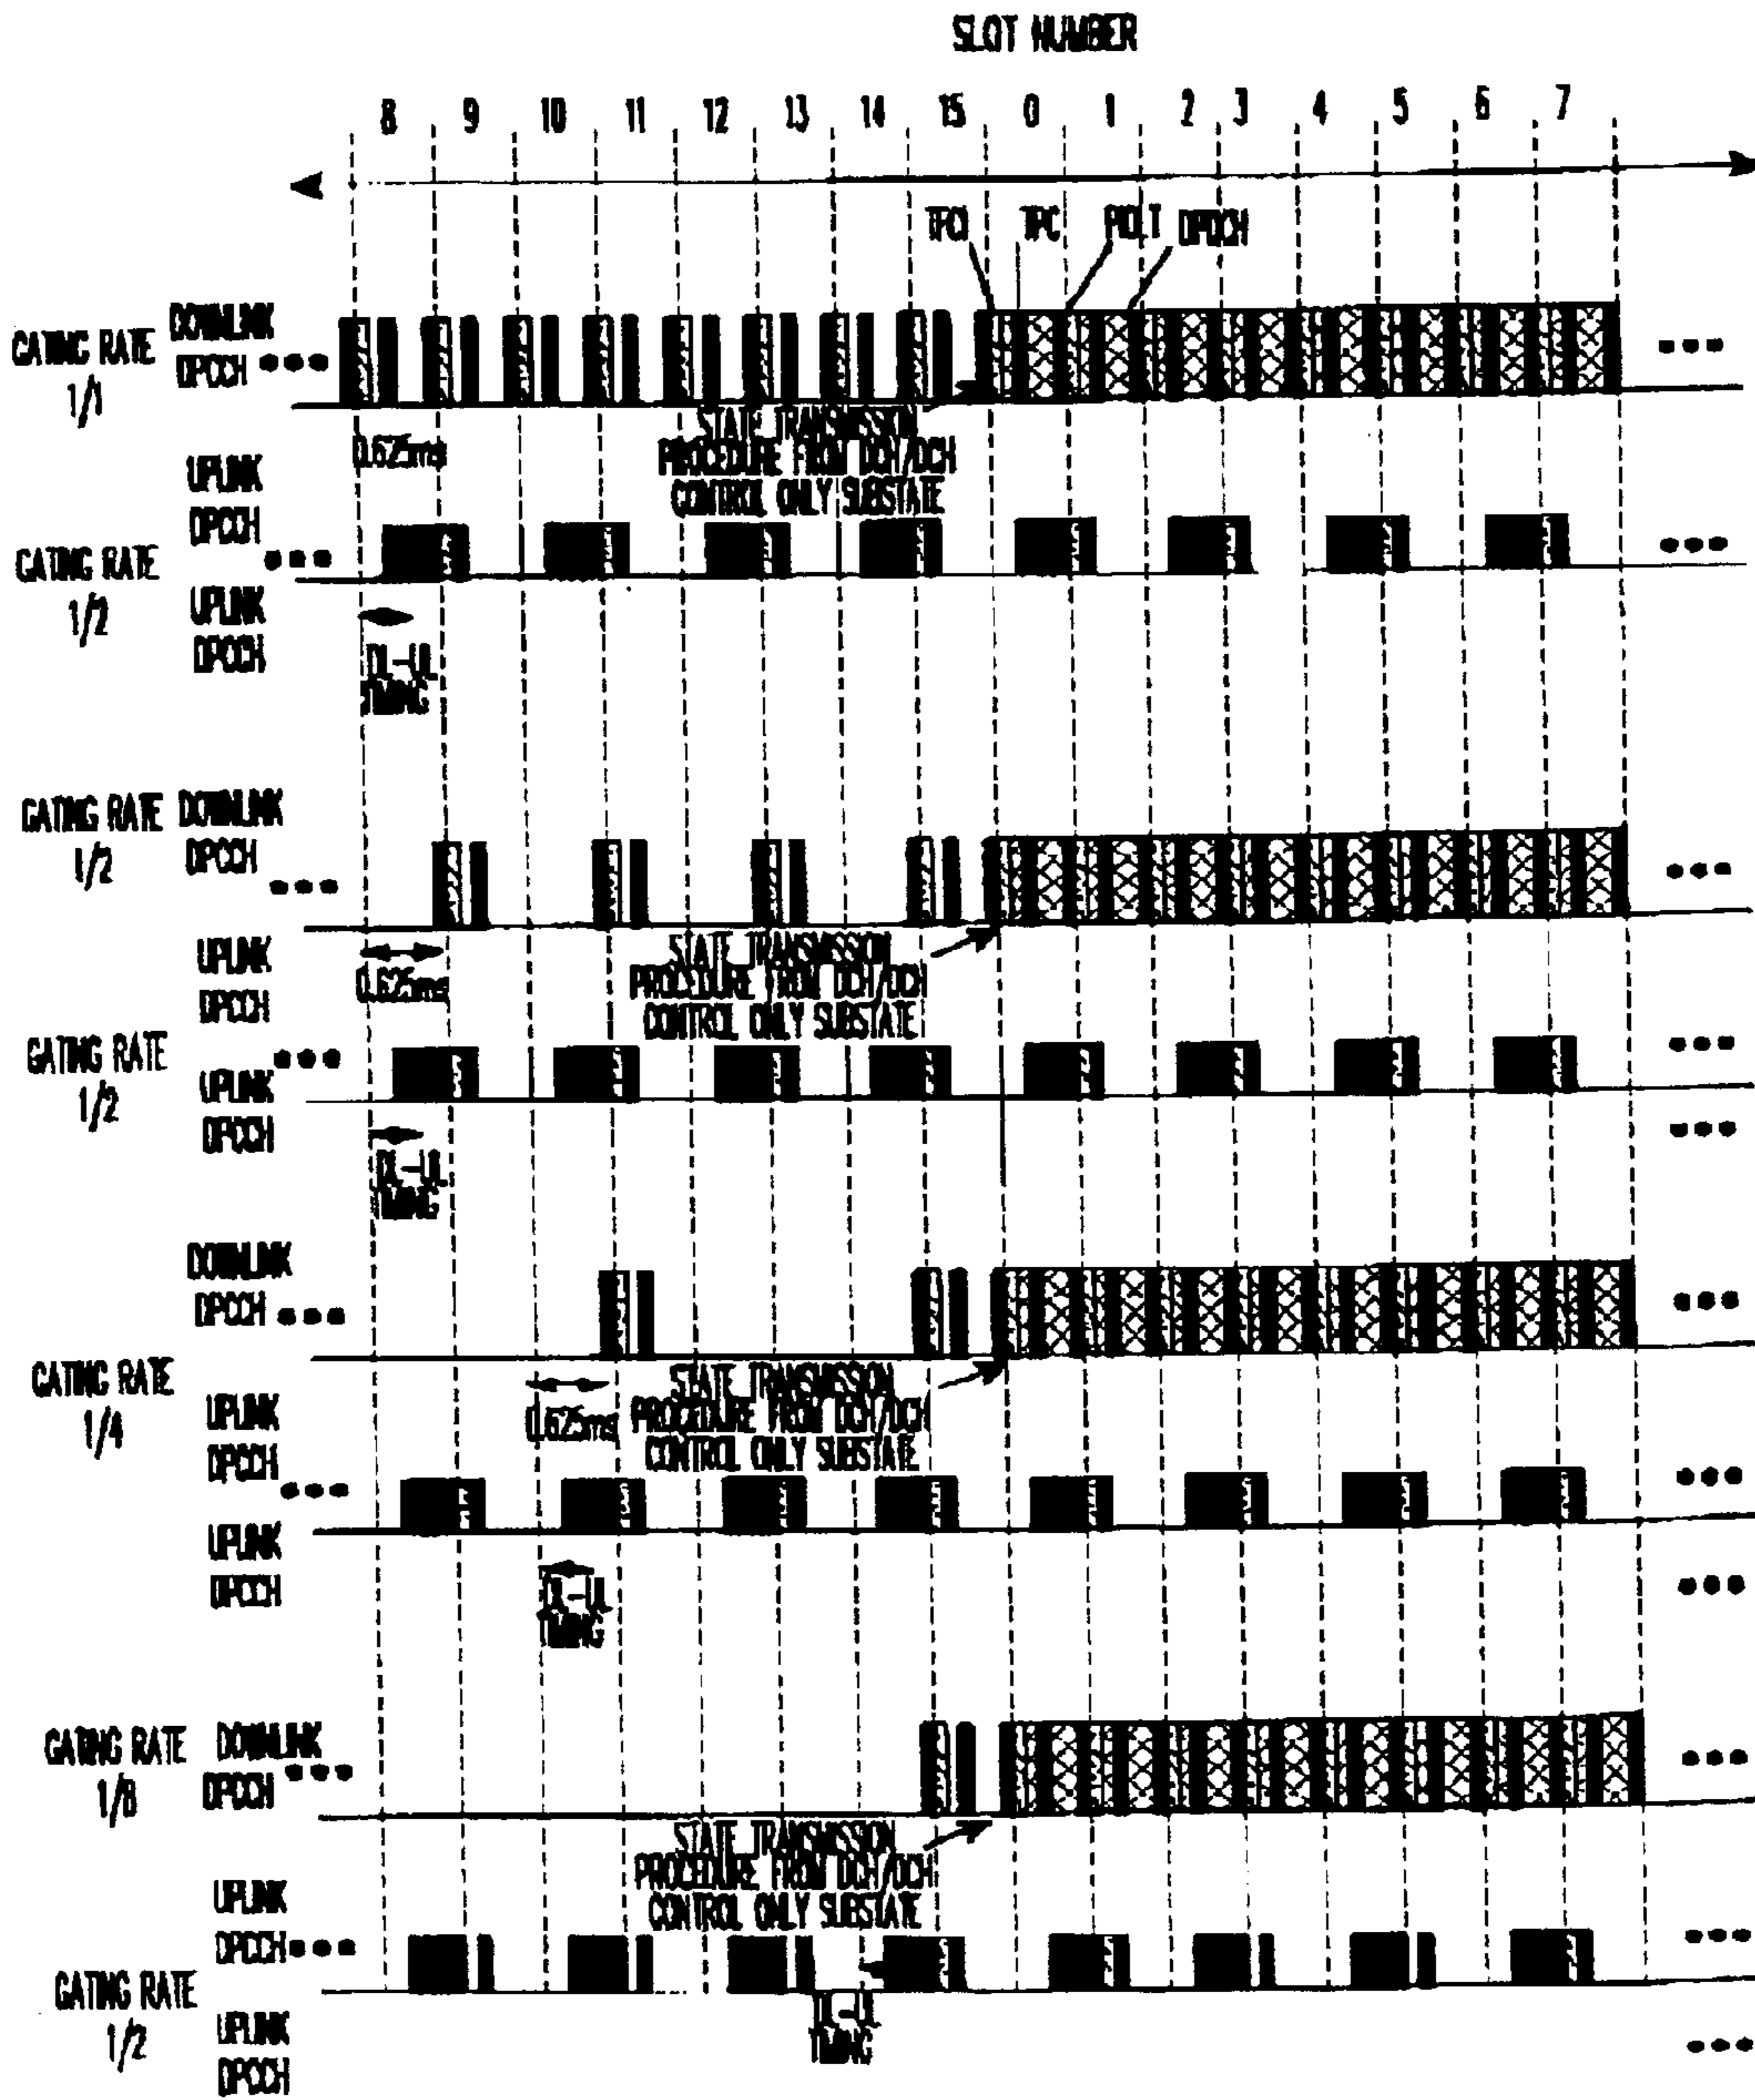 SLOT NUMBER
8 9 10 11 12 13 14 15 0 1 2 3 4 5 6 7
TFCI TPC PILOT DPDCH
GATING RATE
1/1
DOWNLINK
DPCCH
0.625ms
STATE TRANSMISSION
PROCEDURE FROM DCH/DCH
CONTROL ONLY SUBSTATE
UPLINK
DPCCH
GATING RATE
1/2
UPLINK
DPCCH
DL-UL
TIMING
GATING RATE
1/2
DOWNLINK
DPCCH
UPLINK
DPCCH
0.625ms
STATE TRANSMISSION
PROCEDURE FROM DCH/DCH
CONTROL ONLY SUBSTATE
GATING RATE
1/2
UPLINK
DPCCH
DL-UL
TIMING
DOWNLINK
DPCCH
GATING RATE
1/4
UPLINK
DPCCH
0.625ms
STATE TRANSMISSION
PROCEDURE FROM DCH/DCH
CONTROL ONLY SUBSTATE
UPLINK
DPCCH
DL-UL
TIMING
GATING RATE
1/8
DOWNLINK
DPCCH
STATE TRANSMISSION
PROCEDURE FROM DCH/DCH
CONTROL ONLY SUBSTATE
UPLINK
DPCCH
GATING RATE
1/2
UPLINK
DPCCH
DL-UL
TIMING